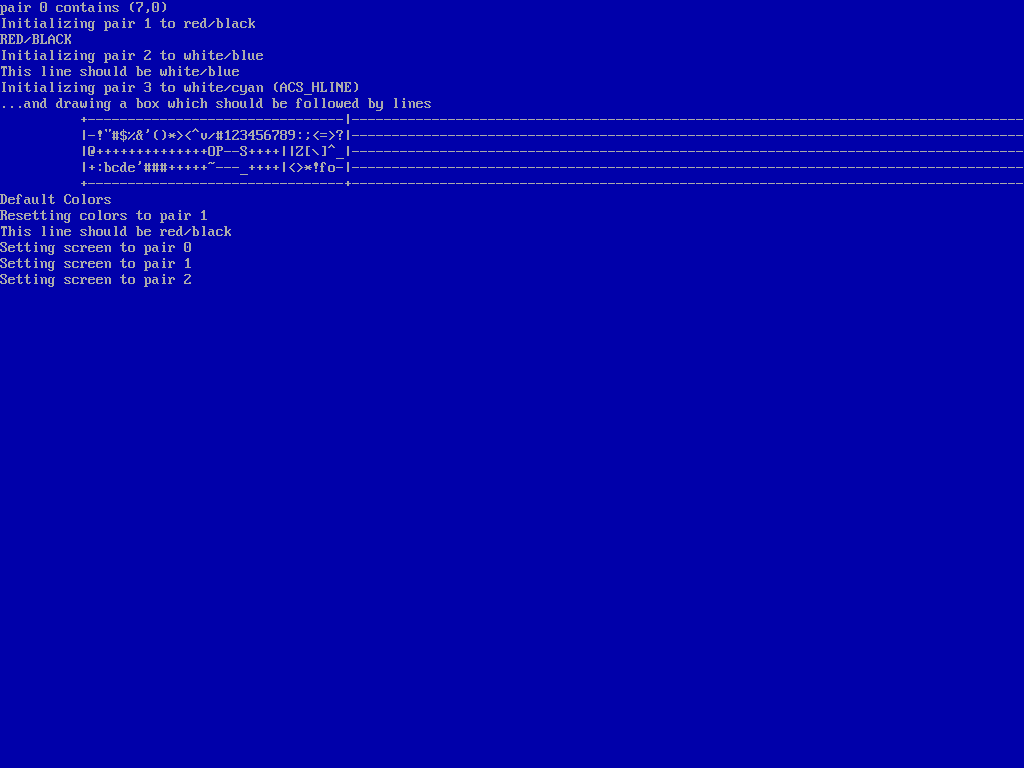 pair 0 contains (7,0)
Initializing pair 1 to red/black
RED/BLACK
Initializing pair 2 to white/blue
This line should be white/blue
Initializing pair 3 to white/cyan (ACS_HLINE)
...and drawing a box which should be followed by lines
+--------------------------------|------------------------------------------------------------------------------------
|-!"#$%&'()*><^v/#123456789:;<=>?|------------------------------------------------------------------------------------
|@++++++++++++++OP--S++++||Z[\]^_|------------------------------------------------------------------------------------
|+:bcde'###+++++~---_++++|<>*!fo-|------------------------------------------------------------------------------------
+--------------------------------+------------------------------------------------------------------------------------
Default Colors
Resetting colors to pair 1
This line should be red/black
Setting screen to pair 0
Setting screen to pair 1
Setting screen to pair 2